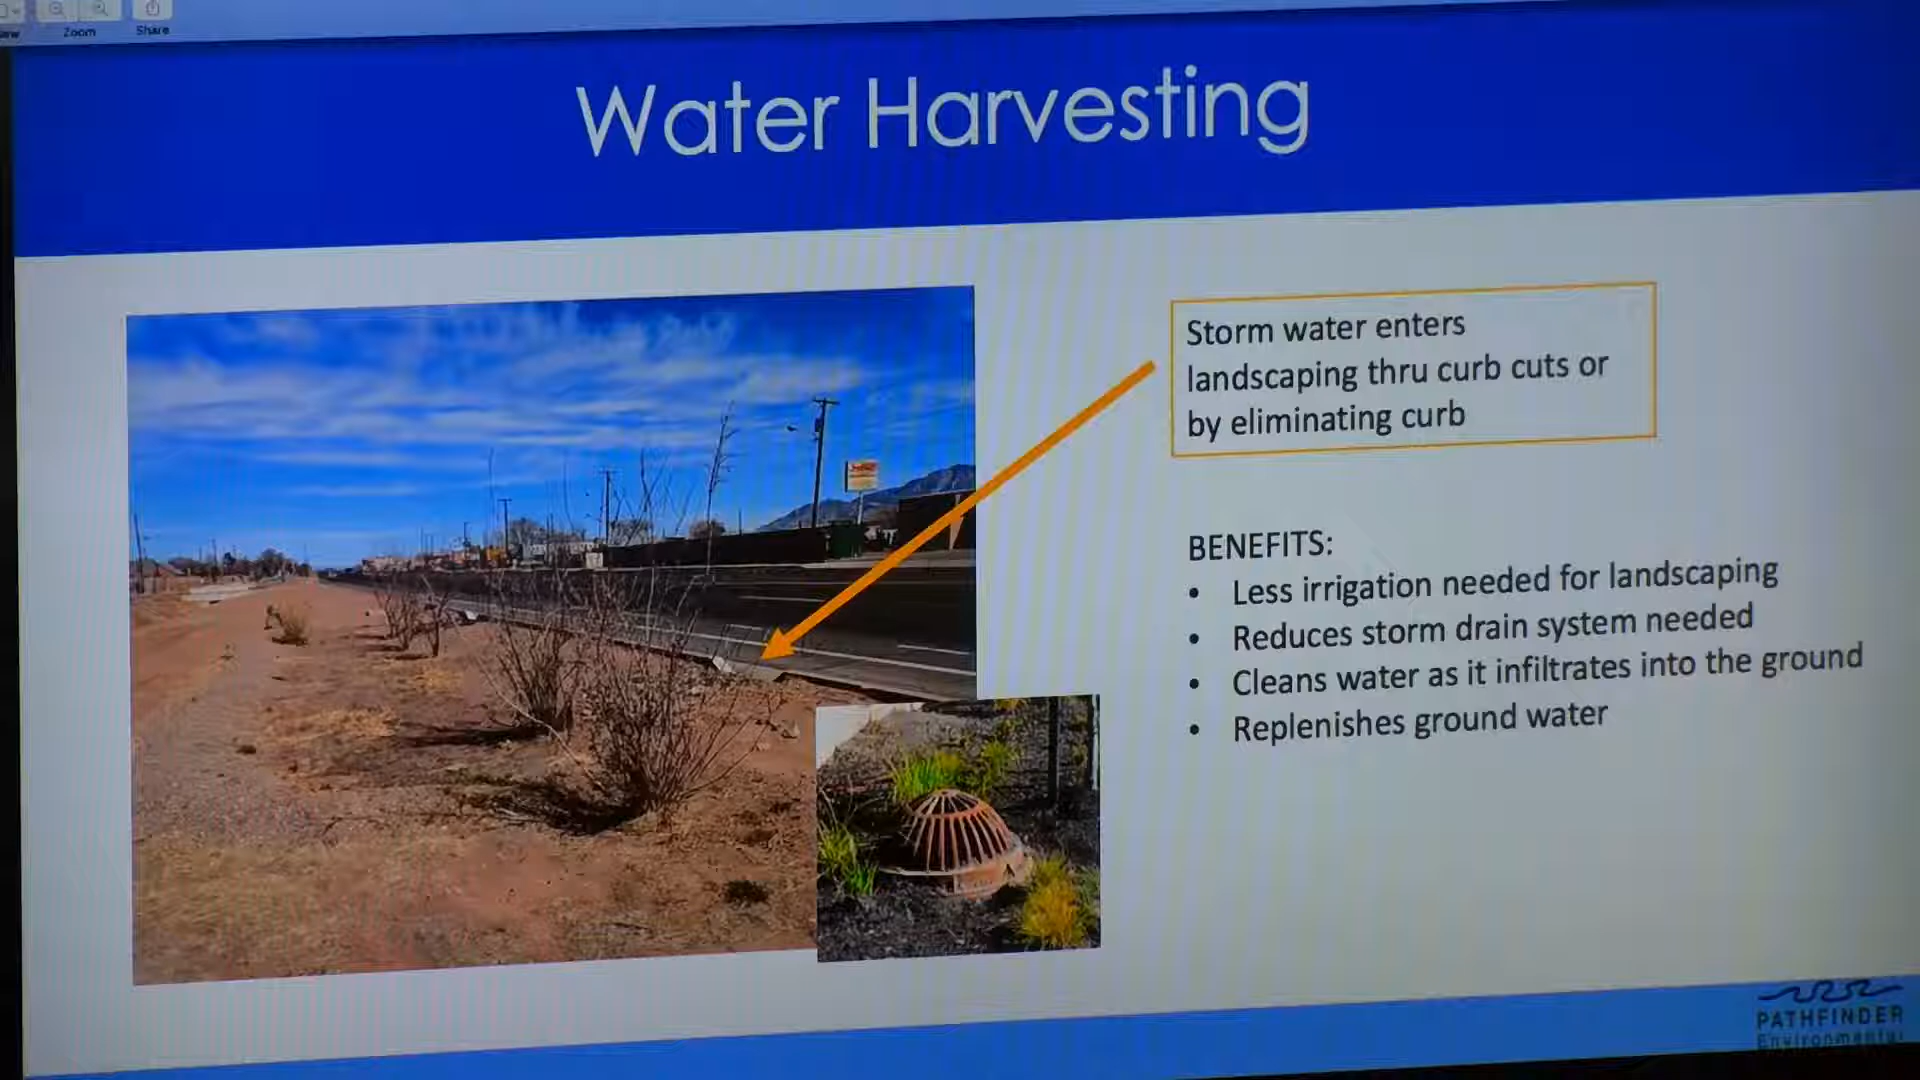 Zoom
Share
Water Harvesting
Storm water enters
landscaping thru curb cuts or
by eliminating curb
BENEFITS:
• Less irrigation needed for landscaping
• Reduces storm drain system needed
• Cleans water as it infiltrates into the ground
• Replenishes ground water
PATHFINDER
Environmental